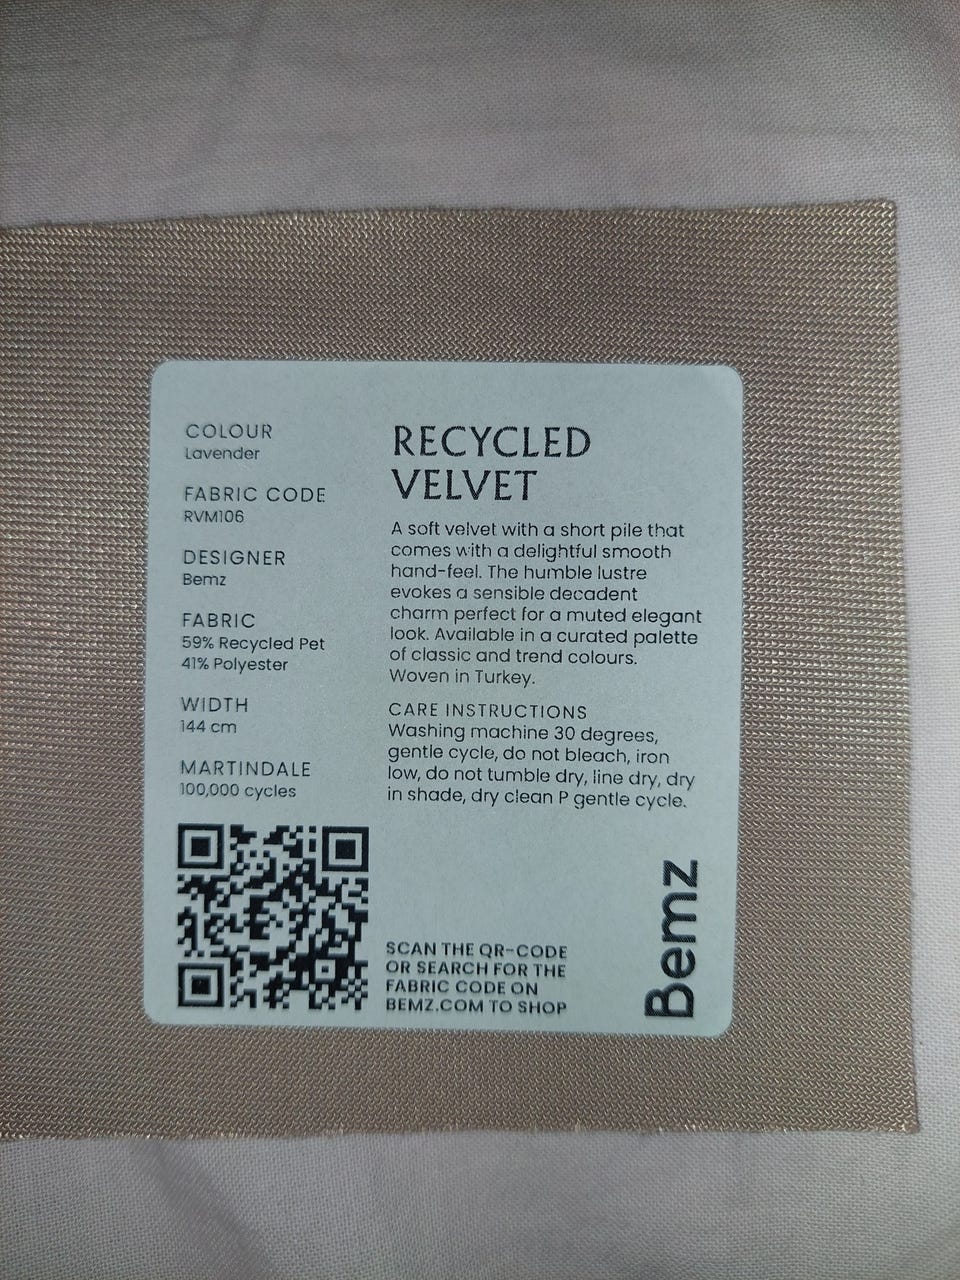 COLOUR
Lavender
FABRIC CODE
RVM106
DESIGNER
Bemz
FABRIC
59% Recycled Pet
41% Polyester
WIDTH
144 cm
MARTINDALE
100,000 cycles
RECYCLED
VELVET
A soft velvet with a short pile that
comes with a delightful smooth
hand-feel. The humble lustre
evokes a sensible decadent
charm perfect for a muted elegant
look. Available in a curated palette
of classic and trend colours.
Woven in Turkey.
CARE INSTRUCTIONS
Washing machine 30 degrees,
gentle cycle, do not bleach, iron
low, do not tumble dry, line dry, dry
in shade, dry clean P gentle cycle.
SCAN THE QR-CODE
OR SEARCH FOR THE
FABRIC CODE ON
BEMZ.COM TO SHOP
Bemz